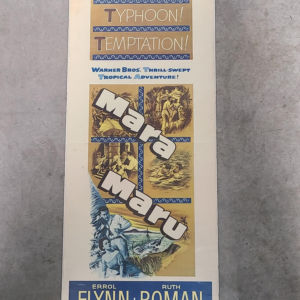 TYPHOON!
TEMPTATION!
WARNER BROS. THRILL-SWEPT
TROPICAL ADVENTURE!
Mara
Maru
ERROL RUTH
FLYNN · ROMAN